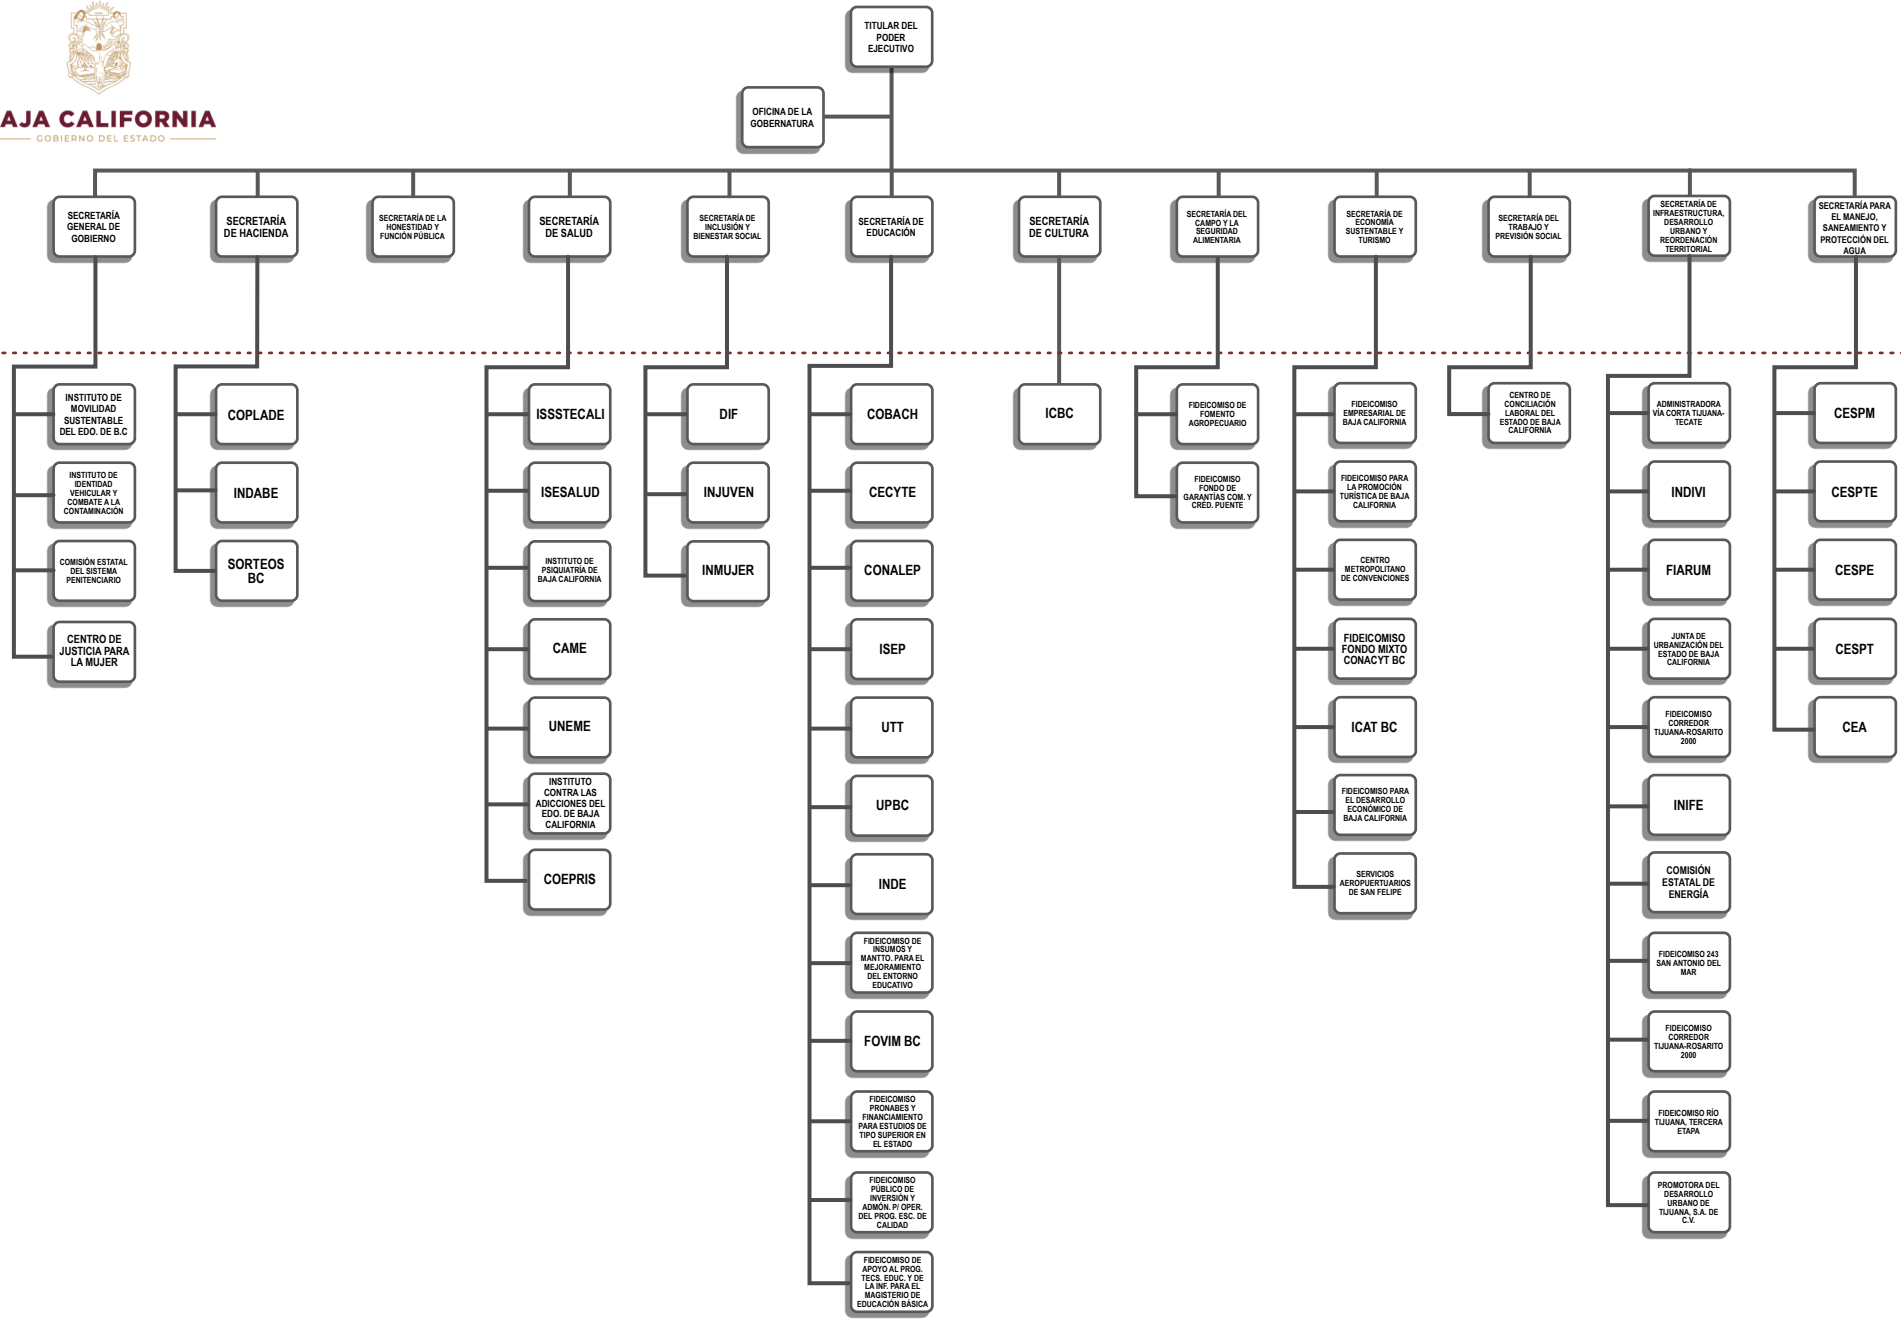 AJA CALIFORNIA
GOBIERNO DEL ESTADO
TITULAR DEL
PODER
EJECUTIVO
OFICINA DE LA
GOBERNATURA
SECRETARÍA
GENERAL DE
GOBIERNO
SECRETARÍA
DE HACIENDA
SECRETARÍA DE LA
HONESTIDAD Y
FUNCIÓN PÚBLICA
SECRETARÍA
DE SALUD
SECRETARÍA DE
INCLUSIÓN Y
BIENESTAR SOCIAL
SECRETARÍA DE
EDUCACIÓN
SECRETARÍA
DE CULTURA
SECRETARÍA DEL
CAMPO Y LA
SEGURIDAD
ALIMENTARIA
SECRETARÍA DE
ECONOMÍA
SUSTENTABLE Y
TURISMO
SECRETARÍA DEL
TRABAJO Y
PREVISIÓN SOCIAL
SECRETARÍA DE
INFRAESTRUCTURA,
DESARROLLO
URBANO Y
REORDENACIÓN
TERRITORIAL
SECRETARÍA PARA
EL MANEJO,
SANEAMIENTO Y
PROTECCIÓN DEL
AGUA
INSTITUTO DE
MOVILIDAD
SUSTENTABLE
DEL EDO. DE B.C
INSTITUTO DE
IDENTIDAD
VEHICULAR Y
COMBATE A LA
CONTAMINACIÓN
COMISIÓN ESTATAL
DEL SISTEMA
PENITENCIARIO
CENTRO DE
JUSTICIA PARA
LA MUJER
COPLADE
INDABE
SORTEOS
BC
ISSSTECALI
ISESALUD
INSTITUTO DE
PSIQUIATRÍA DE
BAJA CALIFORNIA
CAME
UNEME
INSTITUTO
CONTRA LAS
ADICCIONES DEL
EDO. DE BAJA
CALIFORNIA
COEPRIS
DIF
INJUVEN
INMUJER
COBACH
CECYTE
CONALEP
ISEP
UTT
UPBC
INDE
FIDEICOMISO DE
INSUMOS Y
MANTTO. PARA EL
MEJORAMIENTO
DEL ENTORNO
EDUCATIVO
FOVIM BC
FIDEICOMISO
PRONABES Y
FINANCIAMIENTO
PARA ESTUDIOS DE
TIPO SUPERIOR EN
EL ESTADO
FIDEICOMISO
PÚBLICO DE
INVERSIÓN Y
ADMÓN. P/ OPER.
DEL PROG. ESC. DE
CALIDAD
FIDEICOMISO DE
APOYO AL PROG.
TECS. EDUC. Y DE
LA INF. PARA EL
MAGISTERIO DE
EDUCACIÓN BÁSICA
ICBC
FIDEICOMISO DE
FOMENTO
AGROPECUARIO
FIDEICOMISO
FONDO DE
GARANTÍAS COM. Y
CRÉD. PUENTE
FIDEICOMISO
EMPRESARIAL DE
BAJA CALIFORNIA
FIDEICOMISO PARA
LA PROMOCIÓN
TURÍSTICA DE BAJA
CALIFORNIA
CENTRO
METROPOLITANO
DE CONVENCIONES
FIDEICOMISO
FONDO MIXTO
CONACYT BC
ICAT BC
FIDEICOMISO PARA
EL DESARROLLO
ECONÓMICO DE
BAJA CALIFORNIA
SERVICIOS
AEROPUERTUARIOS
DE SAN FELIPE
CENTRO DE
CONCILIACIÓN
LABORAL DEL
ESTADO DE BAJA
CALIFORNIA
ADMINISTRADORA
VÍA CORTA TIJUANA-
TECATE
INDIVI
FIARUM
JUNTA DE
URBANIZACIÓN DEL
ESTADO DE BAJA
CALIFORNIA
FIDEICOMISO
CORREDOR
TIJUANA-ROSARITO
2000
INIFE
COMISIÓN
ESTATAL DE
ENERGÍA
FIDEICOMISO 243
SAN ANTONIO DEL
MAR
FIDEICOMISO
CORREDOR
TIJUANA-ROSARITO
2000
FIDEICOMISO RÍO
TIJUANA, TERCERA
ETAPA
PROMOTORA DEL
DESARROLLO
URBANO DE
TIJUANA, S.A. DE
C.V.
CESPM
CESPTE
CESPE
CESPT
CEA